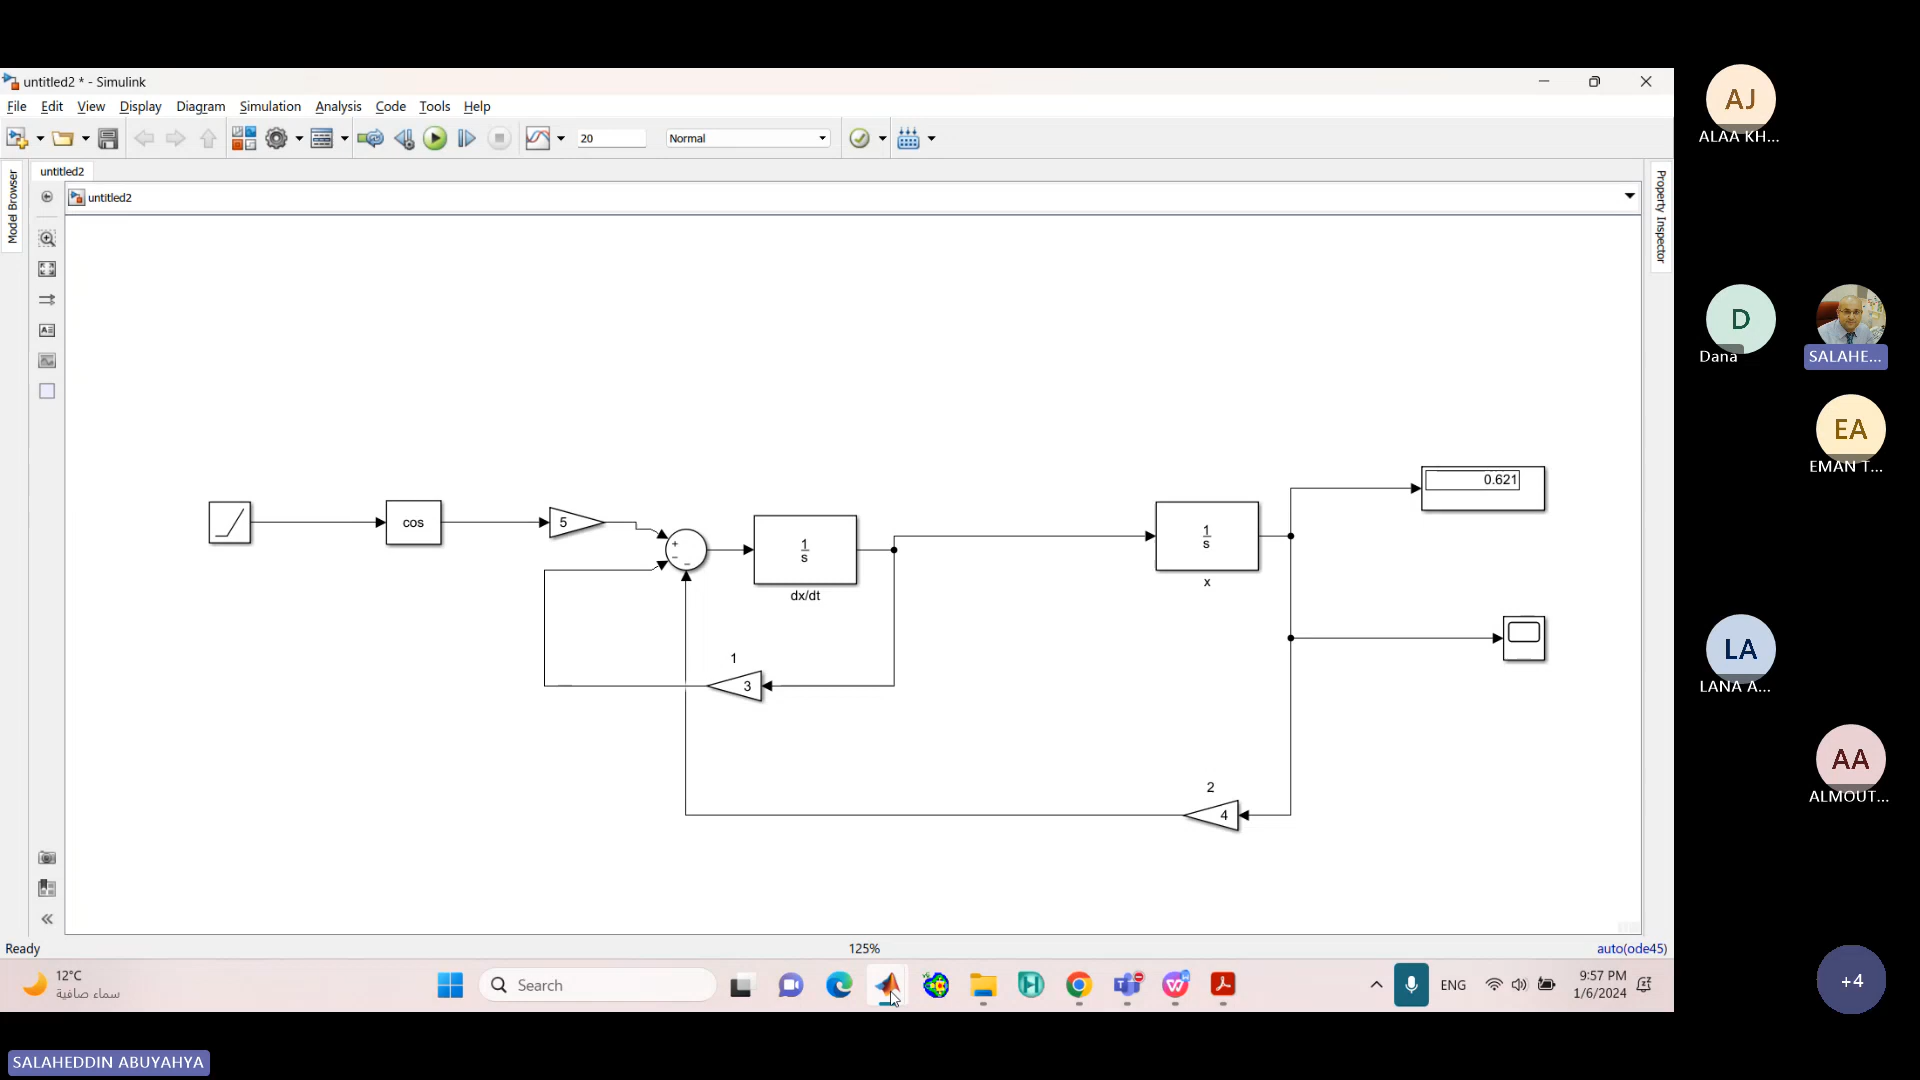 untitled2 * - Simulink
File Edit View Display Diagram Simulation Analysis Code Tools Help
20
Normal
Model Browser
untitled2
untitled2
Property Inspector
cos
5
+
−
−
1
s
dx/dt
1
s
x
0.621
1
3
2
4
Ready
125%
auto(ode45)
12°C
سماء صافية
Search
ENG
9:57 PM
1/6/2024
AJ
ALAA KH...
D
Dana
SALAHE...
EA
EMAN T...
LA
LANA A...
AA
ALMOUT...
+4
SALAHEDDIN ABUYAHYA